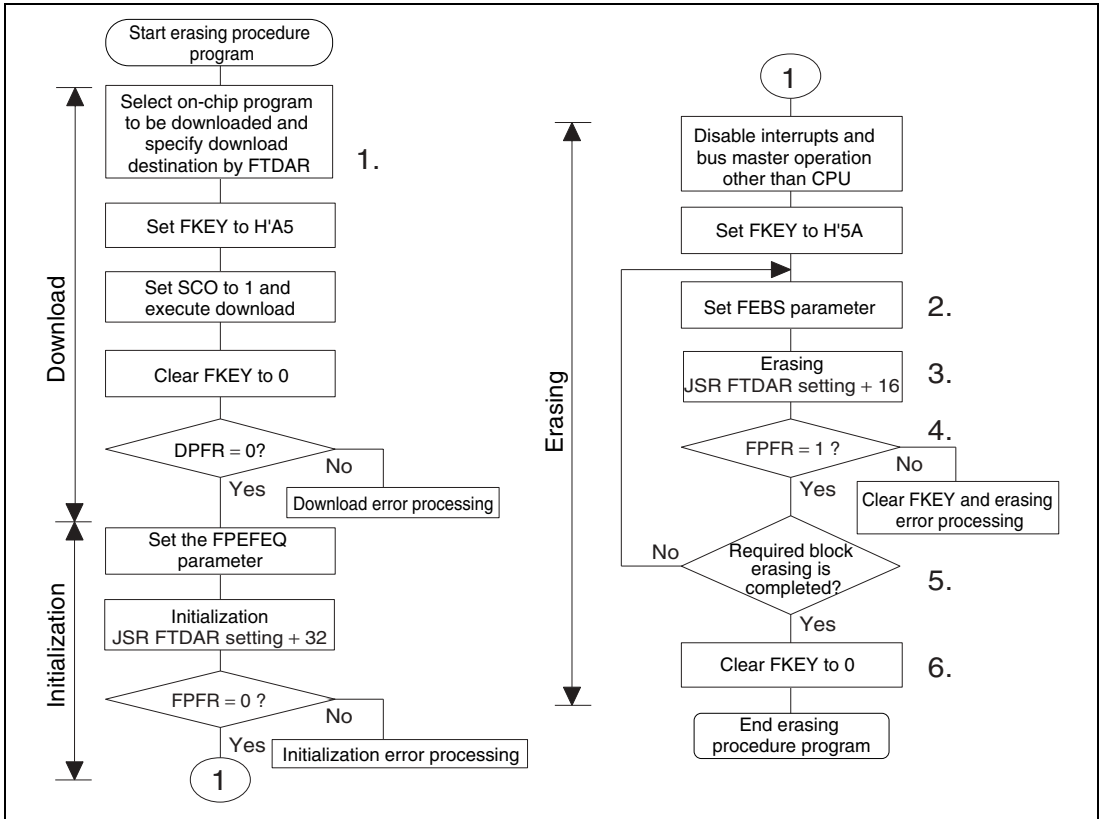 Start erasing procedure
program
Download
Select on-chip program
to be downloaded and
specify download
destination by FTDAR
1.
Set FKEY to H'A5
Set SCO to 1 and
execute download
Clear FKEY to 0
DPFR = 0?
No
Yes
Download error processing
Initialization
Set the FPEFEQ
parameter
Initialization
JSR FTDAR setting + 32
FPFR = 0 ?
No
Yes
Initialization error processing
1
1
Erasing
Disable interrupts and
bus master operation
other than CPU
Set FKEY to H'5A
Set FEBS parameter
2.
Erasing
JSR FTDAR setting + 16
3.
4.
FPFR = 1 ?
No
Yes
Clear FKEY and erasing
error processing
No
Required block
erasing is
completed?
5.
Yes
Clear FKEY to 0
6.
End erasing
procedure program